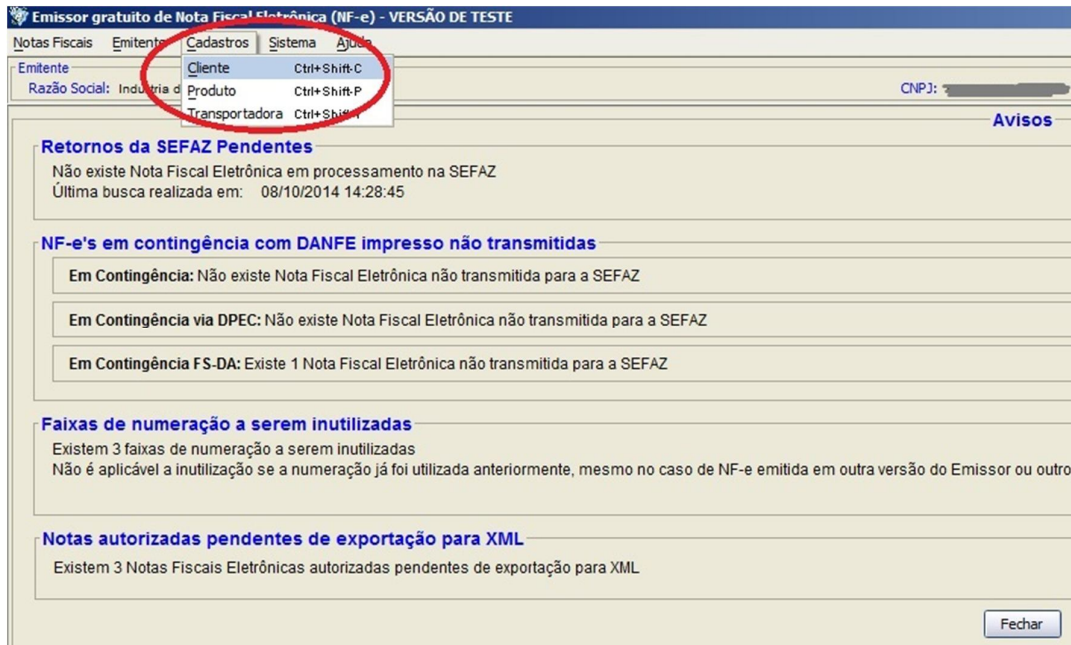 Emissor gratuito de Nota Fiscal Eletrônica (NF-e) - VERSÃO DE TESTE
Notas Fiscais Emitente Cadastros Sistema Ajuda
Cliente Ctrl+Shift-C
Produto Ctrl+Shift-P
Transportadora Ctrl+Shift-T
Emitente
Razão Social: Industria d
CNPJ:
Avisos
Retornos da SEFAZ Pendentes
Não existe Nota Fiscal Eletrônica em processamento na SEFAZ
Última busca realizada em: 08/10/2014 14:28:45
NF-e's em contingência com DANFE impresso não transmitidas
Em Contingência: Não existe Nota Fiscal Eletrônica não transmitida para a SEFAZ
Em Contingência via DPEC: Não existe Nota Fiscal Eletrônica não transmitida para a SEFAZ
Em Contingência FS-DA: Existe 1 Nota Fiscal Eletrônica não transmitida para a SEFAZ
Faixas de numeração a serem inutilizadas
Existem 3 faixas de numeração a serem inutilizadas
Não é aplicável a inutilização se a numeração já foi utilizada anteriormente, mesmo no caso de NF-e emitida em outra versão do Emissor ou outro
Notas autorizadas pendentes de exportação para XML
Existem 3 Notas Fiscais Eletrônicas autorizadas pendentes de exportação para XML
Fechar